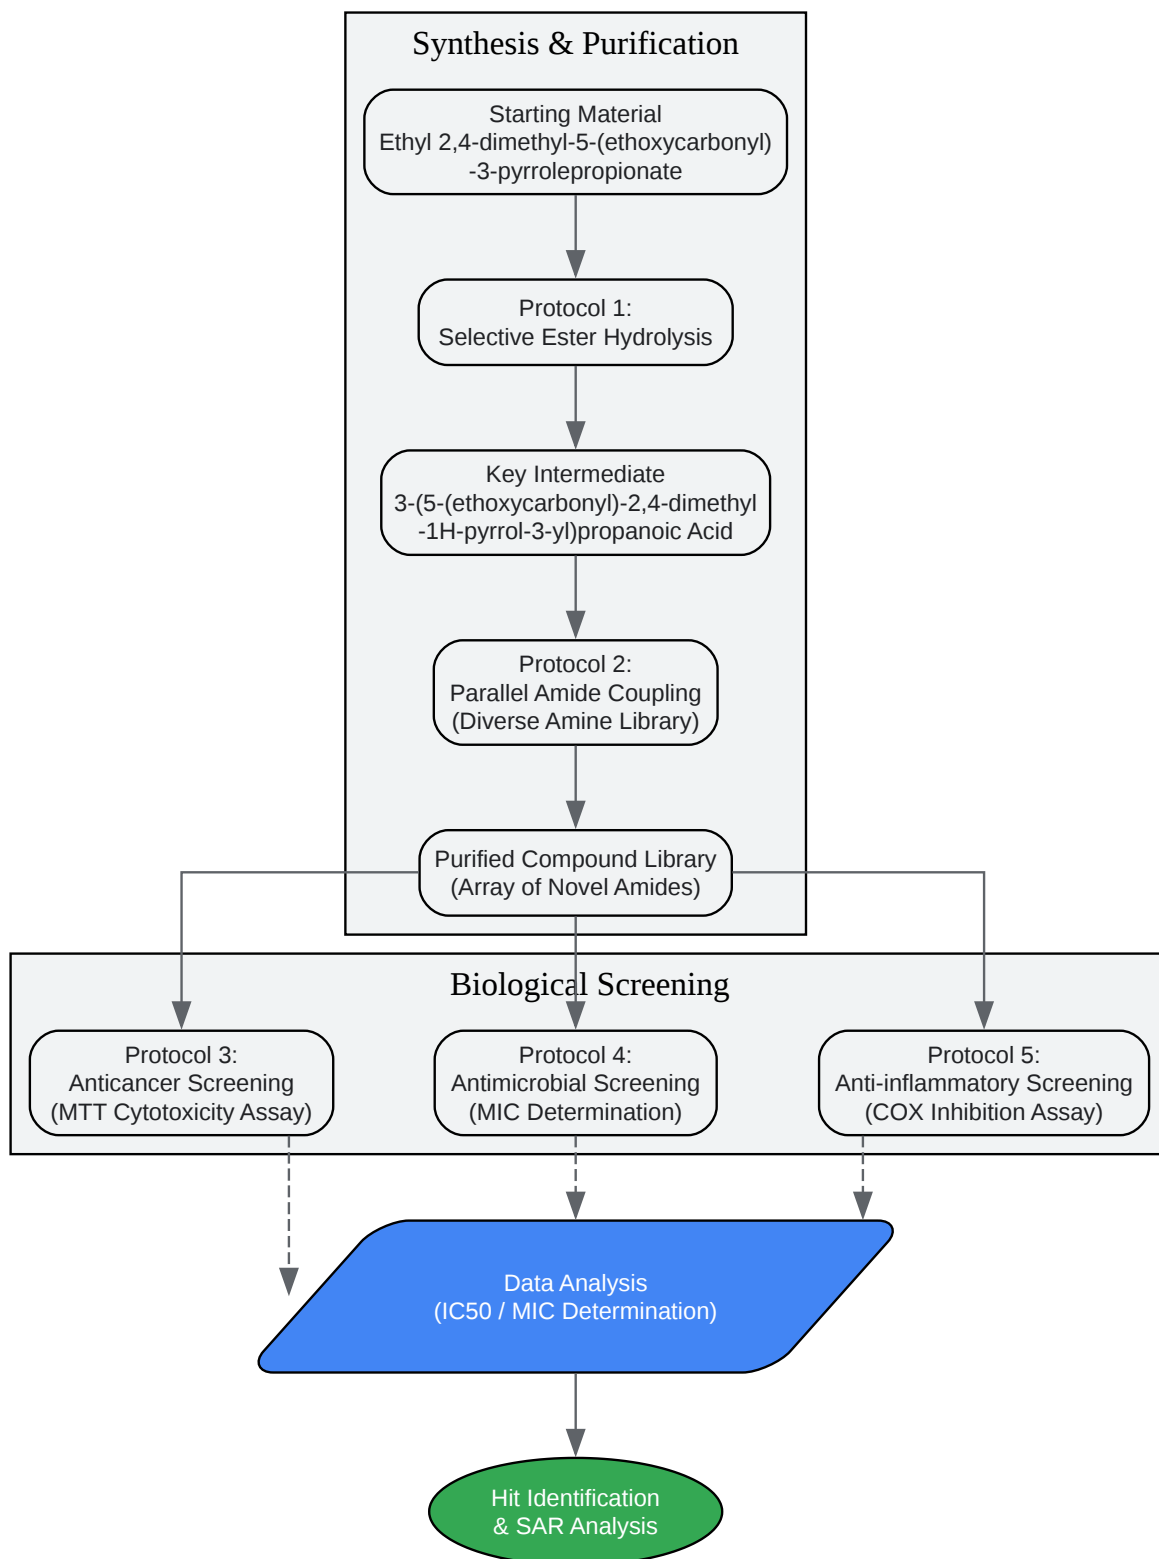 Synthesis & Purification
Starting Material
Ethyl 2,4-dimethyl-5-(ethoxycarbonyl)
-3-pyrrolepropionate
Protocol 1:
Selective Ester Hydrolysis
Key Intermediate
3-(5-(ethoxycarbonyl)-2,4-dimethyl
-1H-pyrrol-3-yl)propanoic Acid
Protocol 2:
Parallel Amide Coupling
(Diverse Amine Library)
Purified Compound Library
(Array of Novel Amides)
Biological Screening
Protocol 3:
Anticancer Screening
(MTT Cytotoxicity Assay)
Protocol 4:
Antimicrobial Screening
(MIC Determination)
Protocol 5:
Anti-inflammatory Screening
(COX Inhibition Assay)
Data Analysis
(IC50 / MIC Determination)
Hit Identification
& SAR Analysis